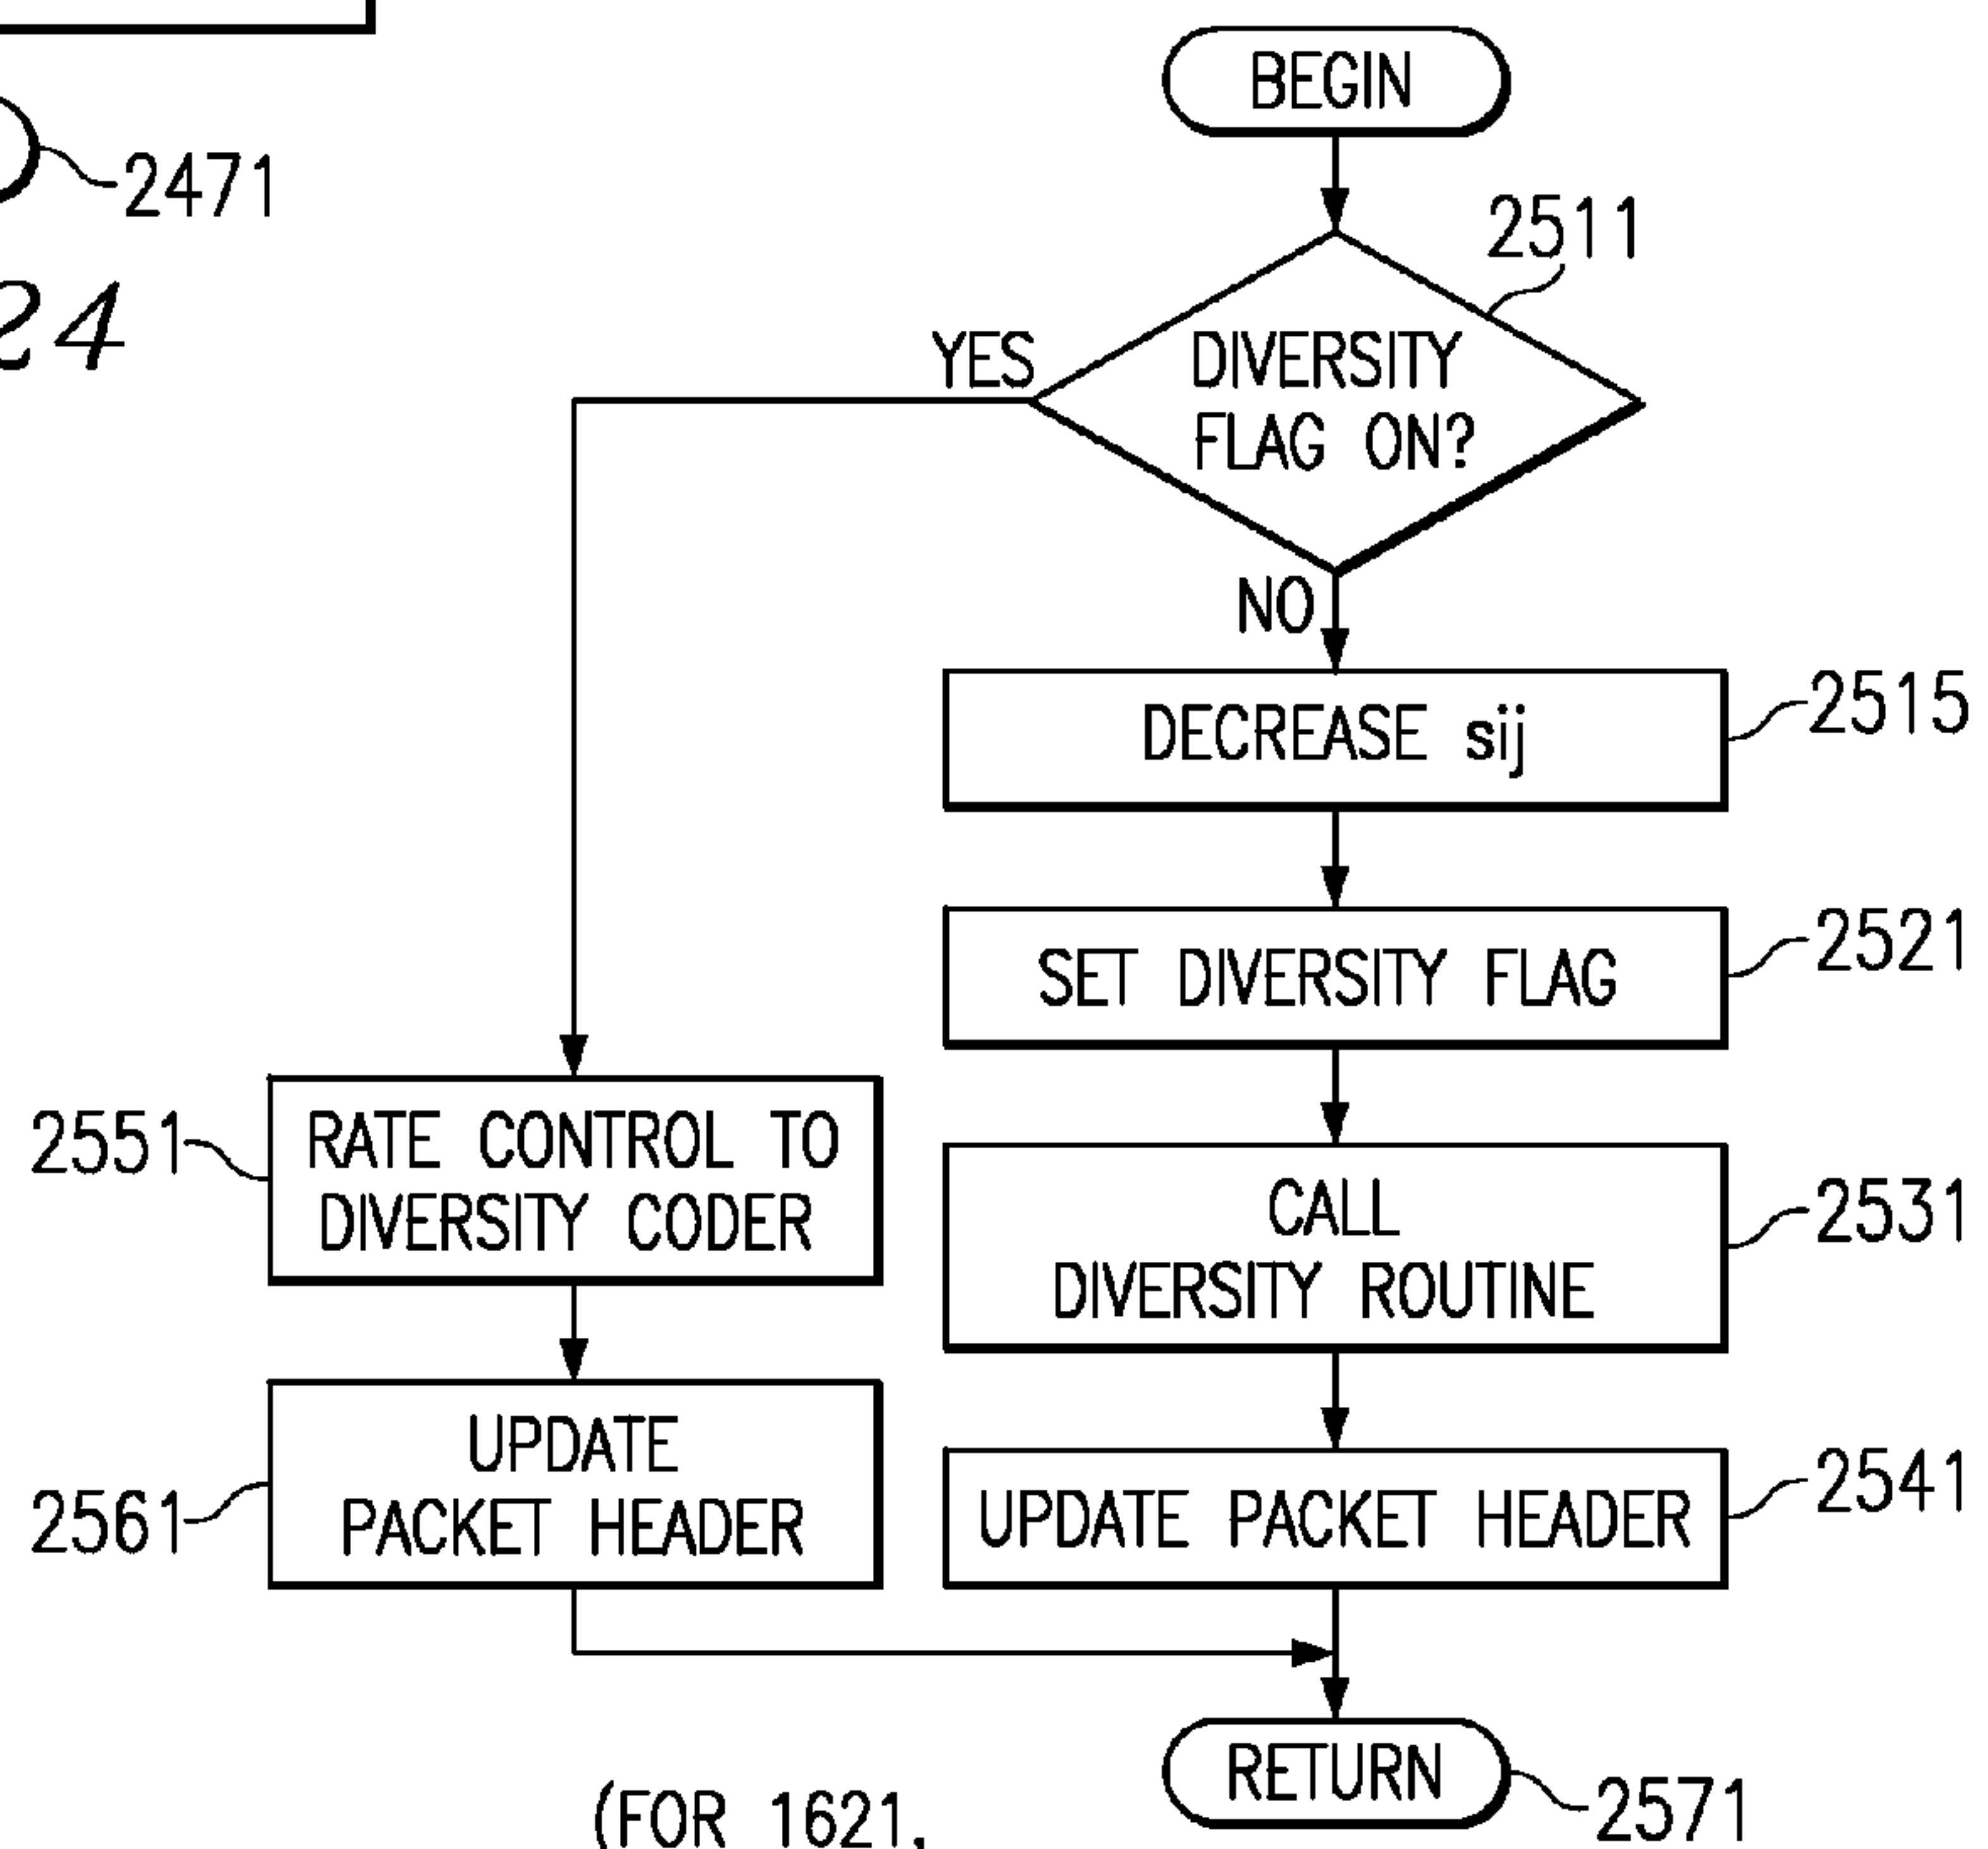 BEGIN
2471
2511
24
YES
DIVERSITY
FLAG ON?
NO
DECREASE sij
2515
SET DIVERSITY FLAG
2521
2551
RATE CONTROL TO
DIVERSITY CODER
CALL
DIVERSITY ROUTINE
2531
UPDATE
PACKET HEADER
2561
UPDATE PACKET HEADER
2541
RETURN
2571
(FOR 1621,